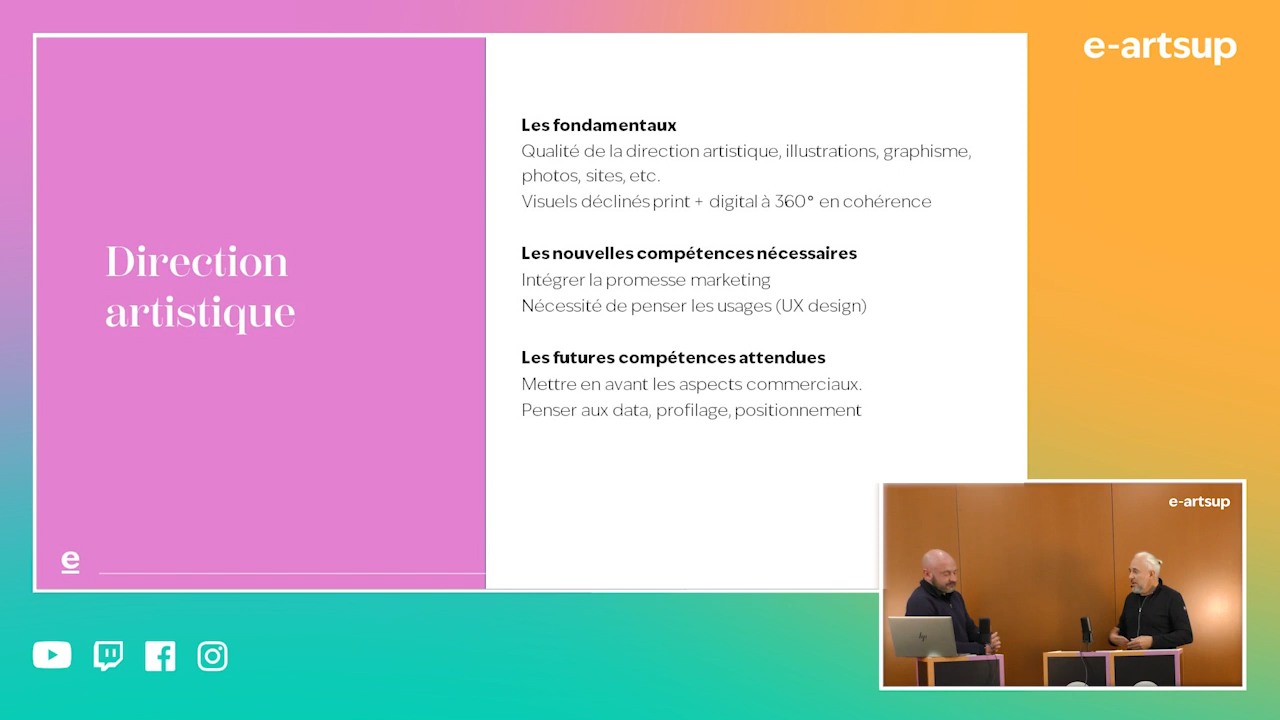 e-artsup
Direction
artistique
Les fondamentaux
Qualité de la direction artistique, illustrations, graphisme,
photos, sites, etc.
Visuels déclinés print + digital à 360° en cohérence
Les nouvelles compétences nécessaires
Intégrer la promesse marketing
Nécessité de penser les usages (UX design)
Les futures compétences attendues
Mettre en avant les aspects commerciaux.
Penser aux data, profilage, positionnement
e
e-artsup
hp